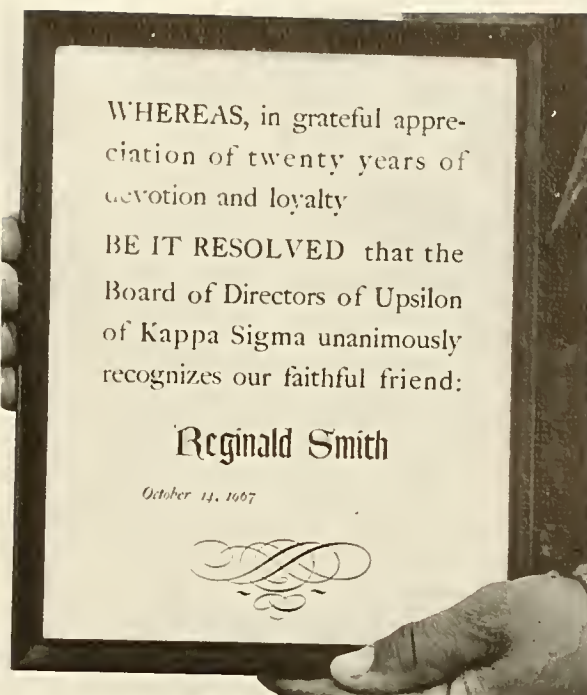 WHEREAS, in grateful appre-
ciation of twenty years of
devotion and loyalty
BE IT RESOLVED that the
Board of Directors of Upsilon
of Kappa Sigma unanimously
recognizes our faithful friend:
Reginald Smith
October 14, 1967